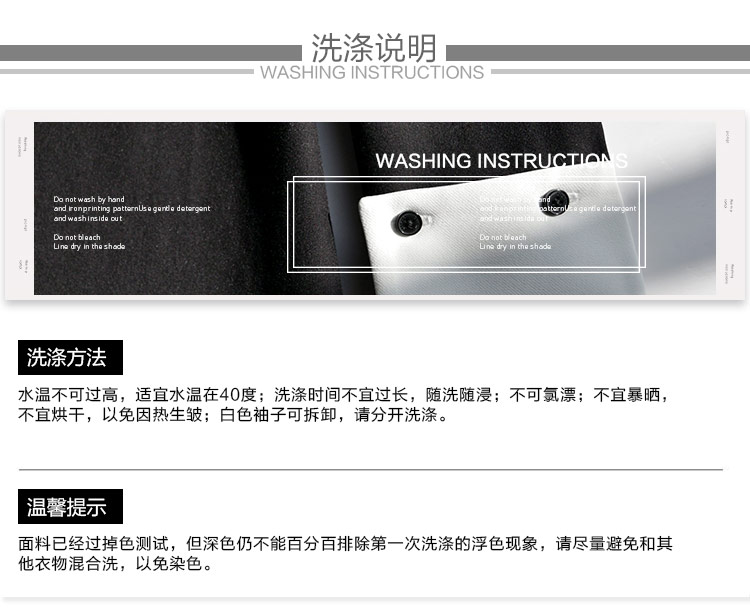 洗涤说明
WASHING INSTRUCTIONS
WASHING INSTRUCTIONS
Do not wash by hand
and iron printing patternUse gentle detergent
and wash inside out
Do not bleach
Line dry in the shade
Do not wash by hand
and iron printing patternUse gentle detergent
and wash inside out
Do not bleach
Line dry in the shade
洗涤方法
水温不可过高，适宜水温在40度；洗涤时间不宜过长，随洗随浸；不可氯漂；不宜暴晒，
不宜烘干，以免因热生皱；白色袖子可拆卸，请分开洗涤。
温馨提示
面料已经过掉色测试，但深色仍不能百分百排除第一次洗涤的浮色现象，请尽量避免和其
他衣物混合洗，以免染色。